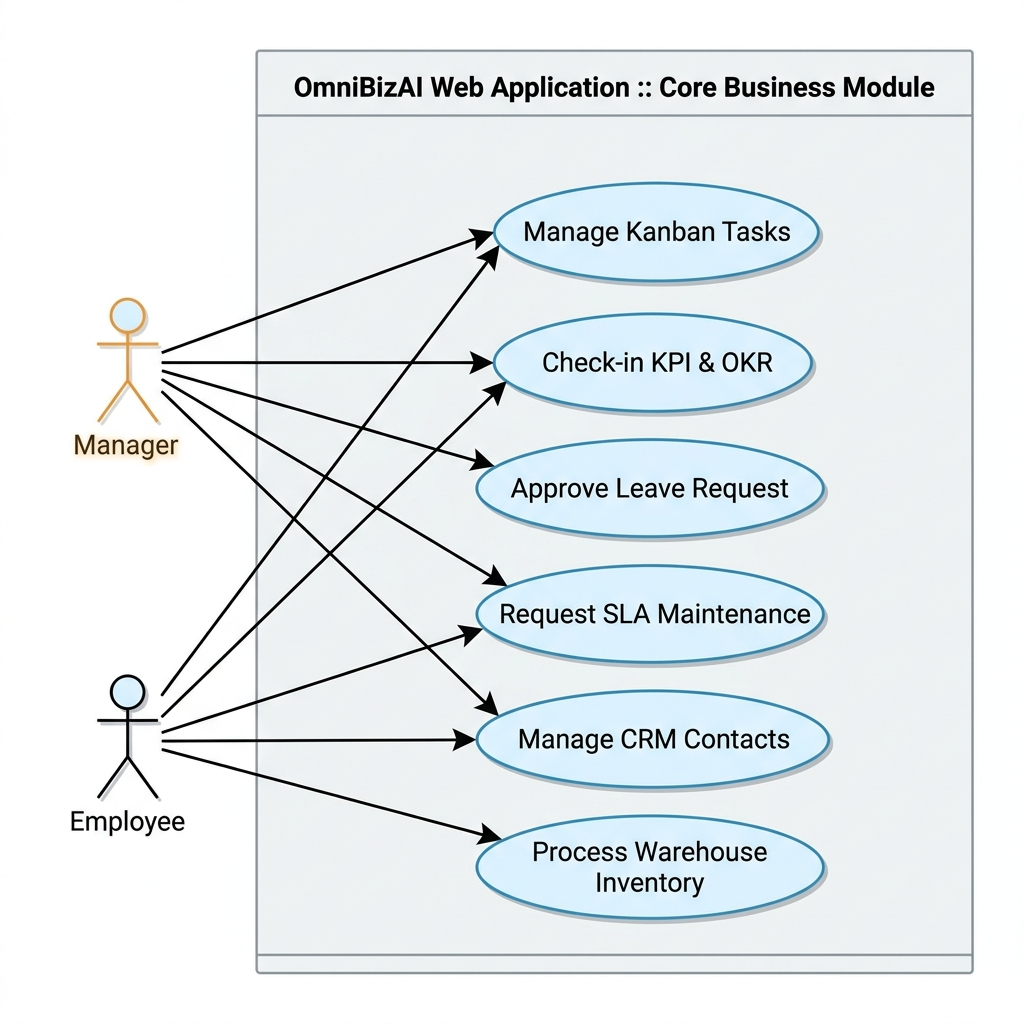 OmniBizAI Web Application :: Core Business Module
Manage Kanban Tasks
Check-in KPI & OKR
Manager
Approve Leave Request
Request SLA Maintenance
Manage CRM Contacts
Employee
Process Warehouse
Inventory